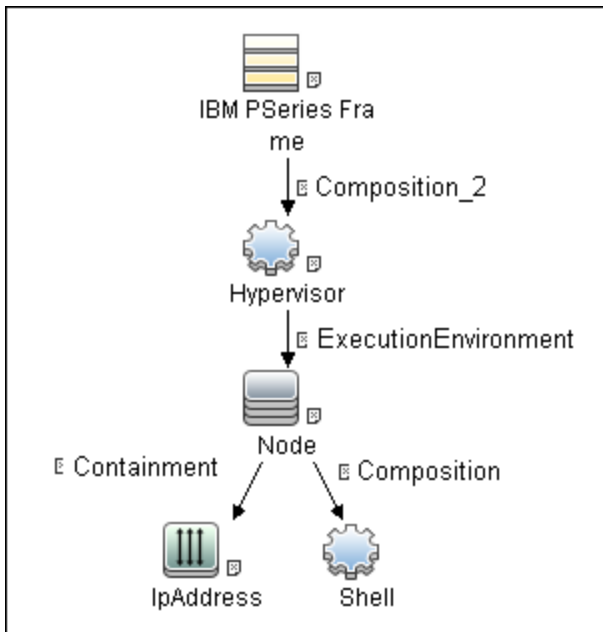 IBM PSeries Fra
me
Composition_2
Hypervisor
ExecutionEnvironment
Node
Containment
Composition
IpAddress
Shell